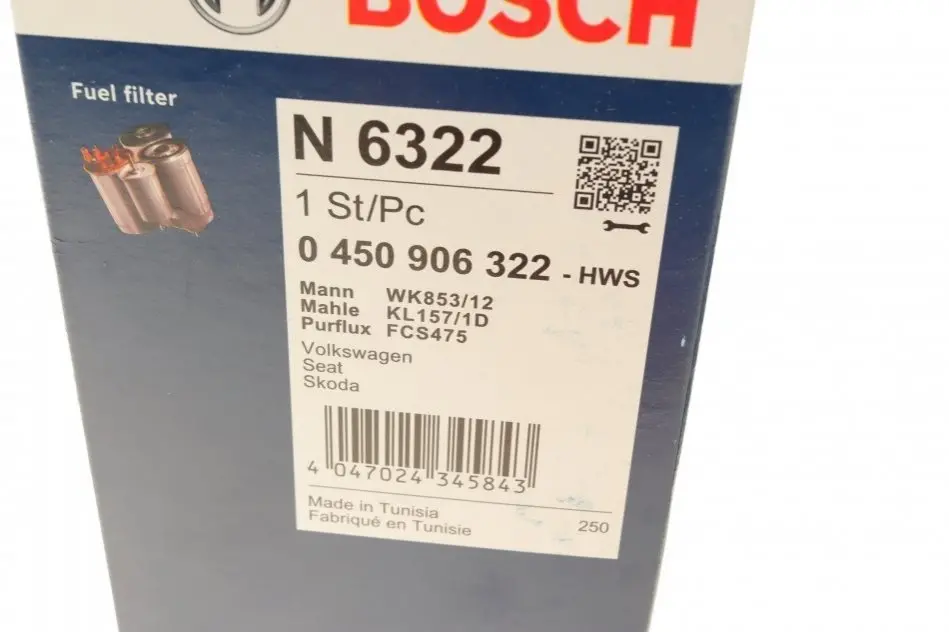 BOSCH
Fuel filter
N 6322
1 St/Pc
0 450 906 322 - HWS
Mann WK853/12
Mahle KL157/1D
Purflux FCS475
Volkswagen
Seat
Skoda
4 047024 345843
Made in Tunisia
Fabriqué en Tunisie
250